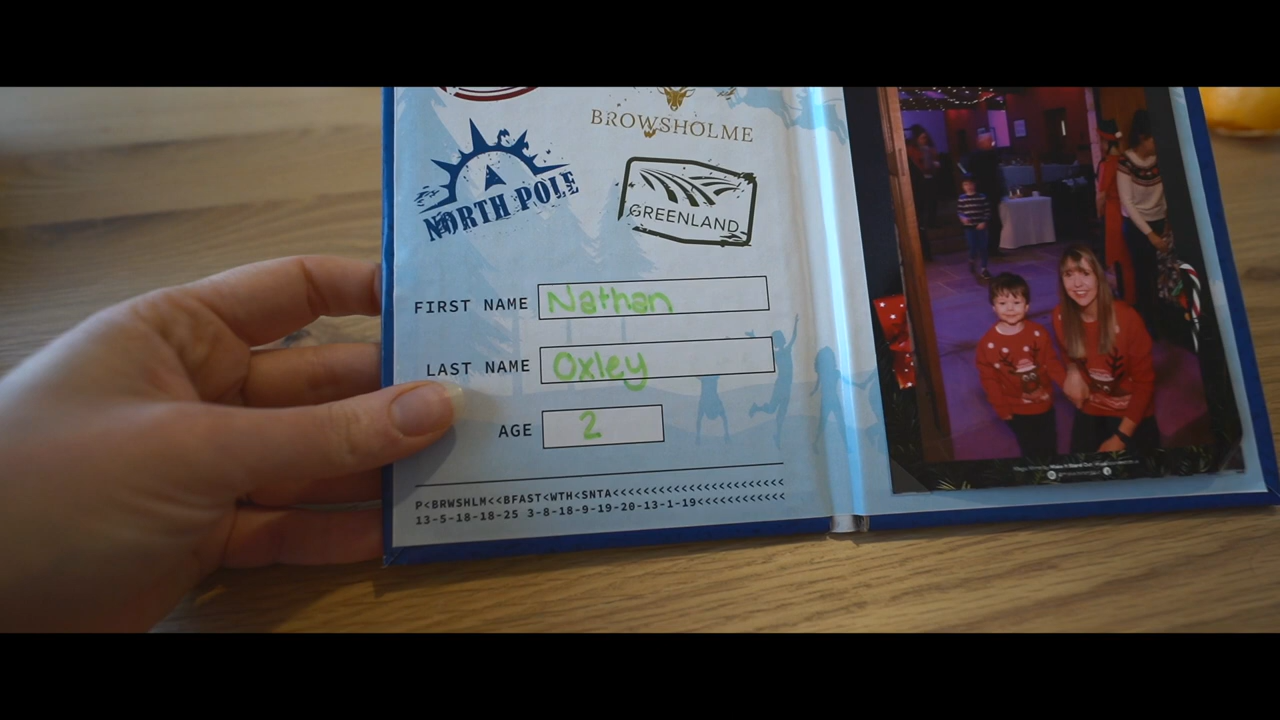 BROWSHOLME
NORTH POLE
GREENLAND
FIRST NAME Nathan
LAST NAME Oxley
AGE 2
P<BRWSHLM<<BFAST<WTH<SNTA<<<<<<<<<<<<<<<<<<<<<<<
13-5-18-18-25 3-8-18-9-19-20-13-1-19<<<<<<<<<<<<